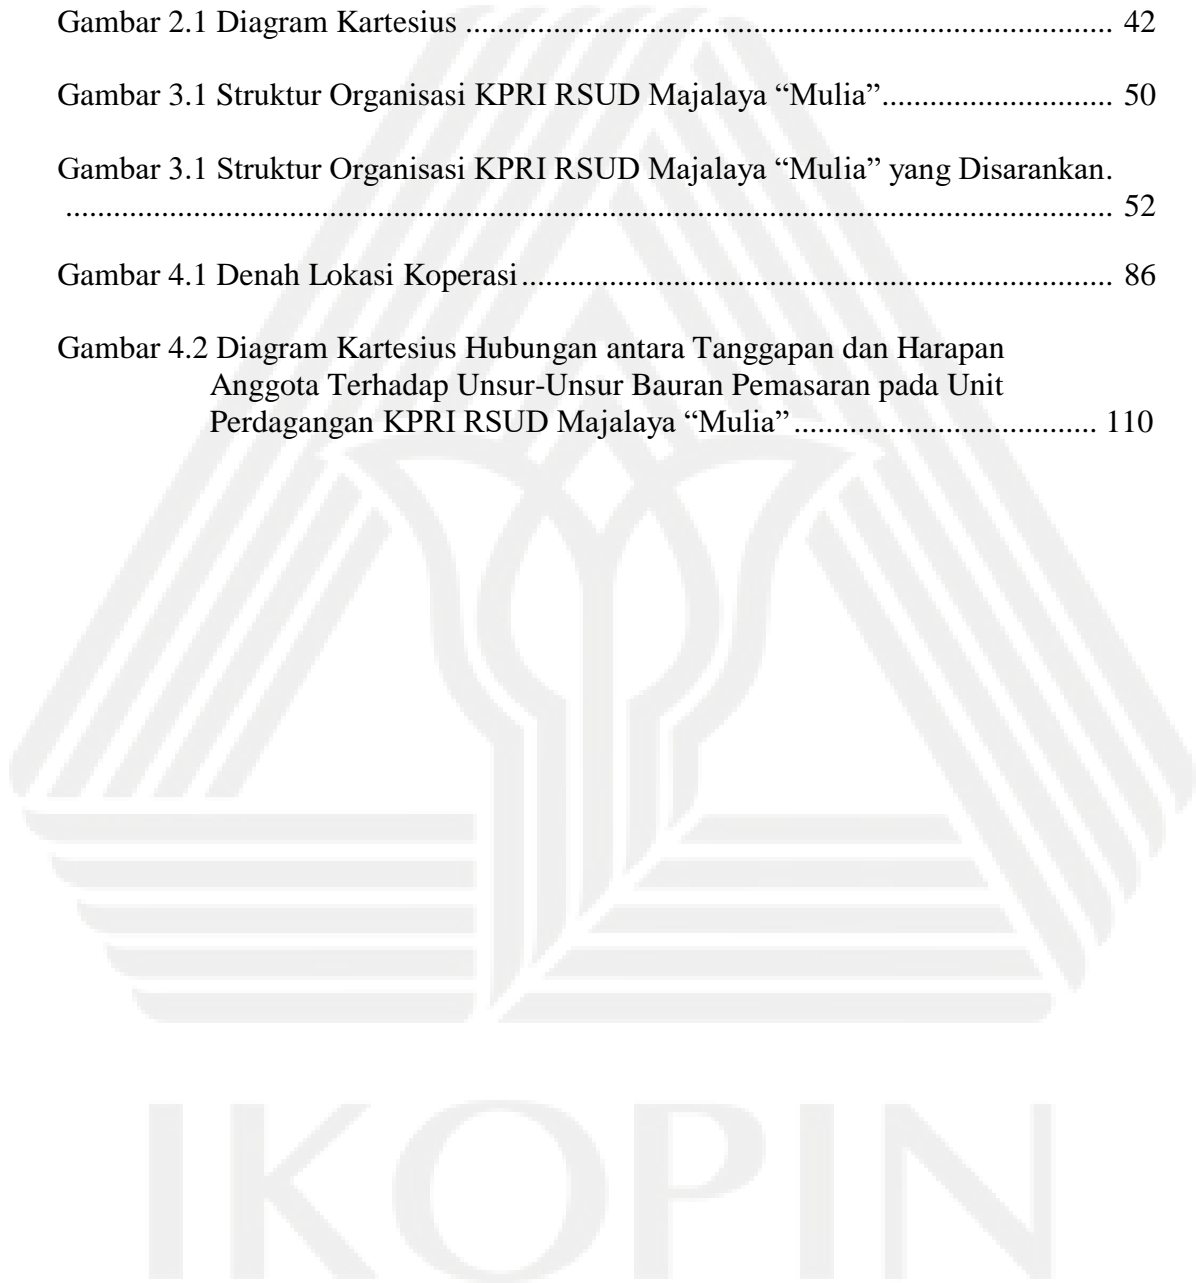 Gambar 2.1 Diagram Kartesius ................................................................................ 42
Gambar 3.1 Struktur Organisasi KPRI RSUD Majalaya “Mulia”............................. 50
Gambar 3.1 Struktur Organisasi KPRI RSUD Majalaya “Mulia” yang Disarankan.
.................................................................................................................................. 52
Gambar 4.1 Denah Lokasi Koperasi......................................................................... 86
Gambar 4.2 Diagram Kartesius Hubungan antara Tanggapan dan Harapan
Anggota Terhadap Unsur-Unsur Bauran Pemasaran pada Unit
Perdagangan KPRI RSUD Majalaya “Mulia”...................................... 110
IKOPIN